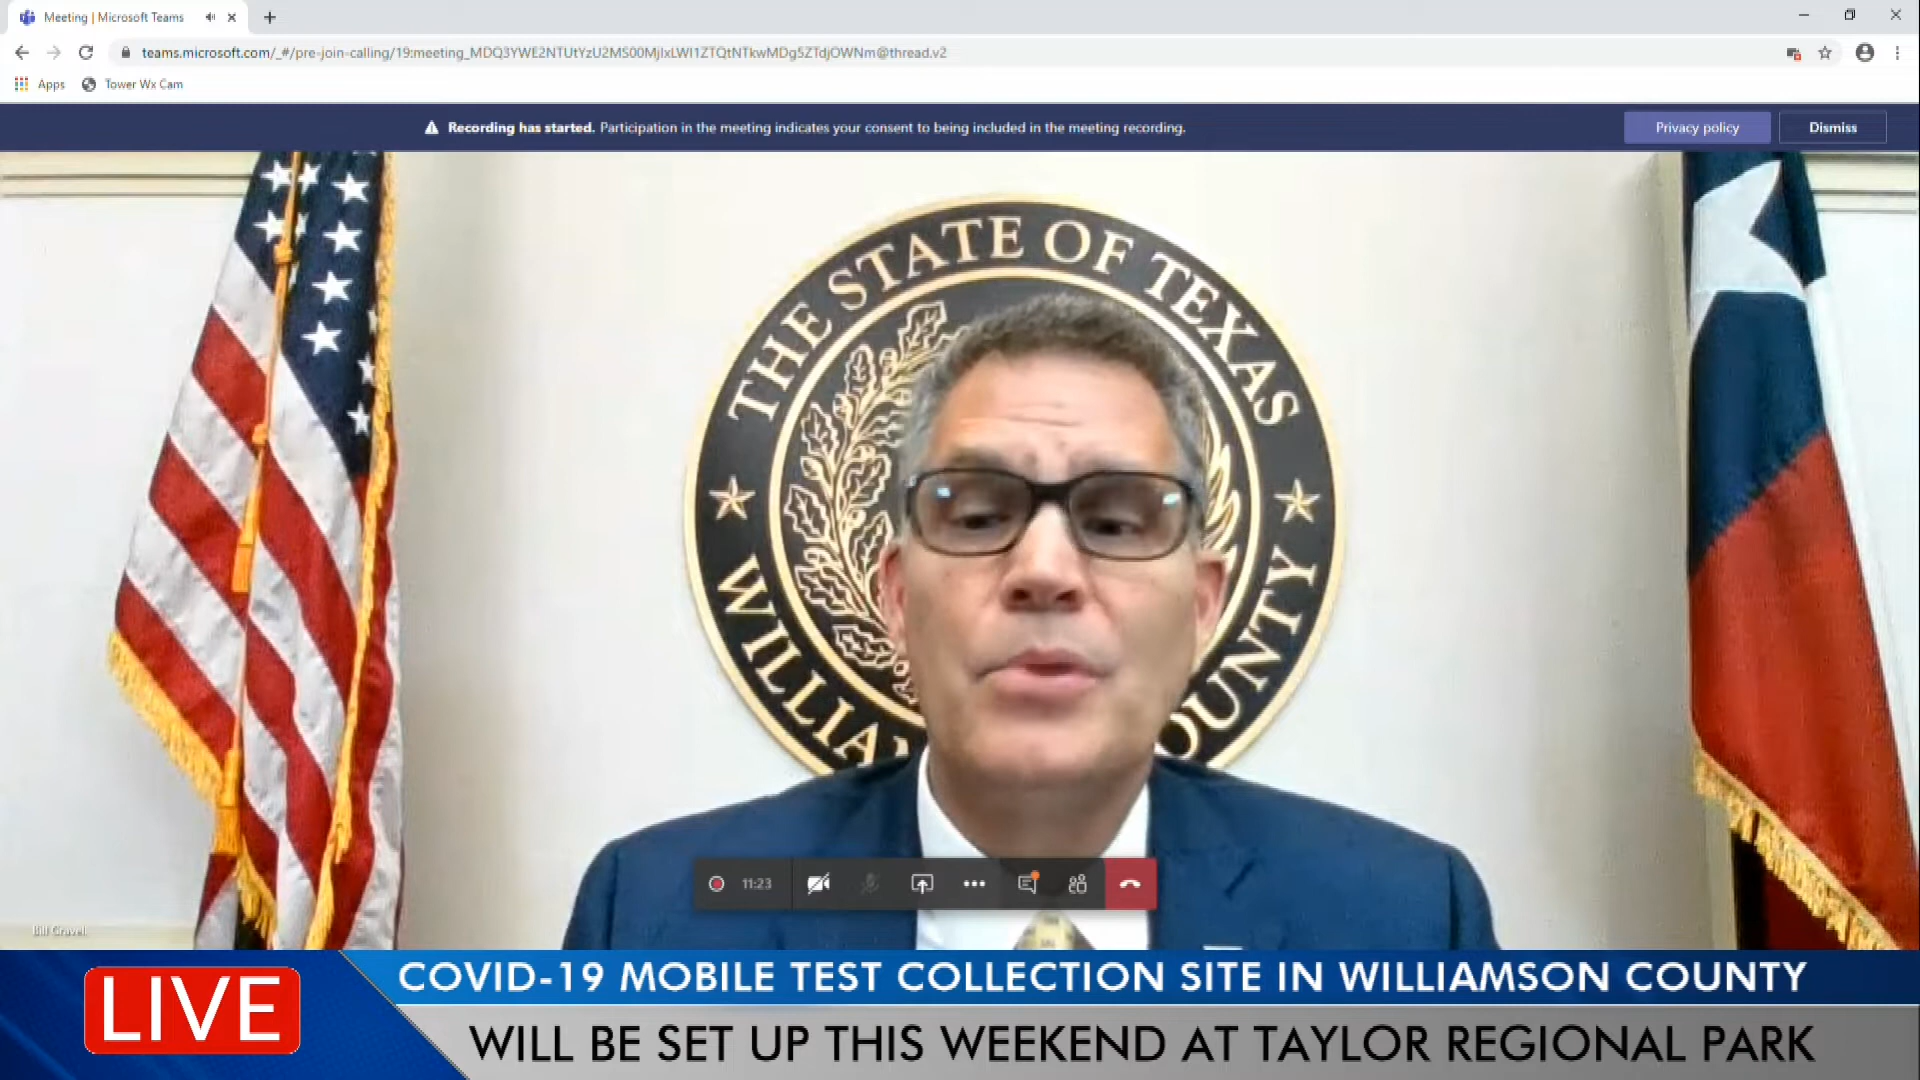 Meeting | Microsoft Teams
teams.microsoft.com/_#/pre-join-calling/19:meeting_MDQ3YWE2NTUtYzU2MS00MjIxLWI1ZTQtNTkwMDg5ZTdjOWNm@thread.v2
Apps
Tower Wx Cam
Recording has started. Participation in the meeting indicates your consent to being included in the meeting recording.
Privacy policy
Dismiss
THE STATE OF TEXAS
11:23
Bill Gravell
LIVE
COVID-19 MOBILE TEST COLLECTION SITE IN WILLIAMSON COUNTY
WILL BE SET UP THIS WEEKEND AT TAYLOR REGIONAL PARK